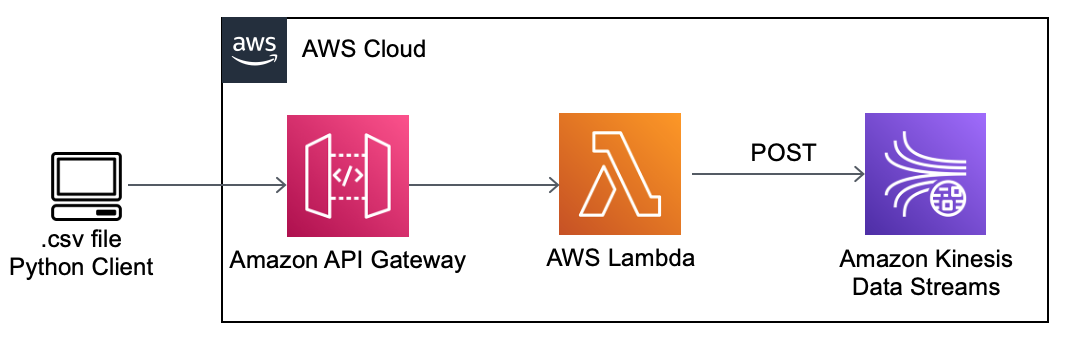 aws
AWS Cloud
POST
</>
.csv file
Python Client
Amazon API Gateway
AWS Lambda
Amazon Kinesis
Data Streams